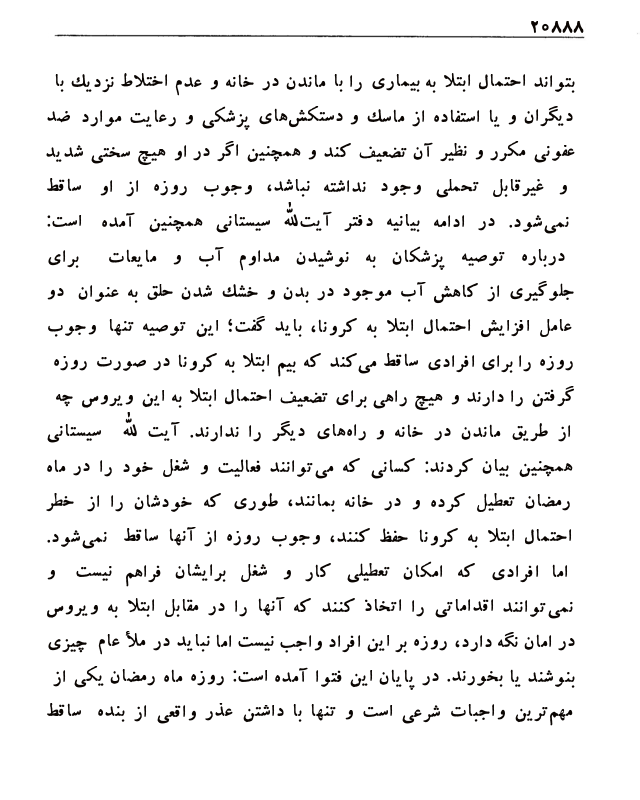 ۲۰۸۸۸
بتواند احتمال ابتلا به بیماری را با ماندن در خانه و عدم اختلاط نزدیك با
دیگران و یا استفاده از ماسك و دستکش‌های پزشکی و رعایت موارد ضد
عفونی مکرر و نظیر آن تضعیف کند و همچنین اگر در او هیچ سختی شدید
و غیرقابل تحملی وجود نداشته نباشد، وجوب روزه از او ساقط
نمی‌شود. در ادامه بیانیه دفتر آیت‌الله سیستانی همچنین آمده است:
درباره توصیه پزشکان به نوشیدن مداوم آب و مایعات برای
جلوگیری از کاهش آب موجود در بدن و خشك شدن حلق به عنوان دو
عامل افزایش احتمال ابتلا به کرونا، باید گفت؛ این توصیه تنها وجوب
روزه را برای افرادی ساقط می‌کند که بیم ابتلا به کرونا در صورت روزه
گرفتن را دارند و هیچ راهی برای تضعیف احتمال ابتلا به این ویروس چه
از طریق ماندن در خانه و راه‌های دیگر را ندارند. آیت لله سیستانی
همچنین بیان کردند: کسانی که می‌توانند فعالیت و شغل خود را در ماه
رمضان تعطیل کرده و در خانه بمانند، طوری که خودشان را از خطر
احتمال ابتلا به کرونا حفظ کنند، وجوب روزه از آنها ساقط نمی‌شود.
اما افرادی که امکان تعطیلی کار و شغل برایشان فراهم نیست و
نمی‌توانند اقداماتی را اتخاذ کنند که آنها را در مقابل ابتلا به ویروس
در امان نگه دارد، روزه بر این افراد واجب نیست اما نباید در ملأ عام چیزی
بنوشند یا بخورند. در پایان این فتوا آمده است: روزه ماه رمضان یکی از
مهم‌ترین واجبات شرعی است و تنها با داشتن عذر واقعی از بنده ساقط